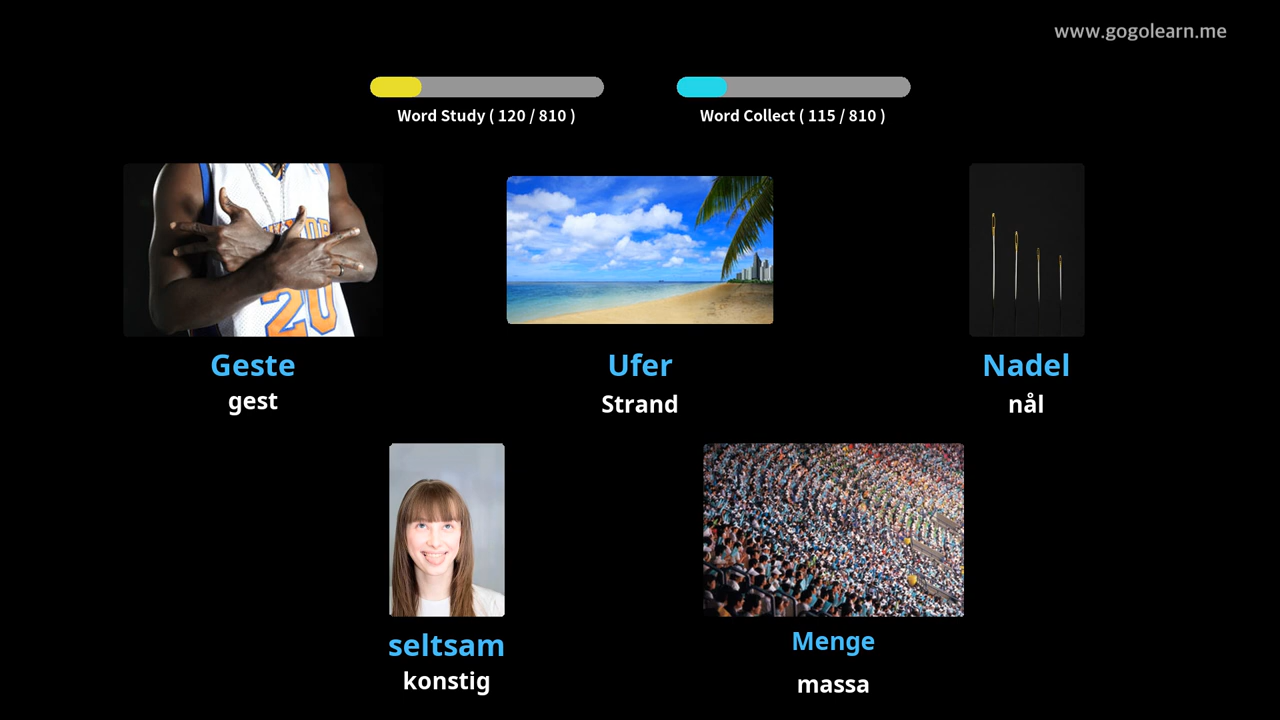 www.gogolearn.me
Word Study ( 120 / 810 )
Word Collect ( 115 / 810 )
20
Geste
gest
Ufer
Strand
Nadel
nål
seltsam
konstig
Menge
massa